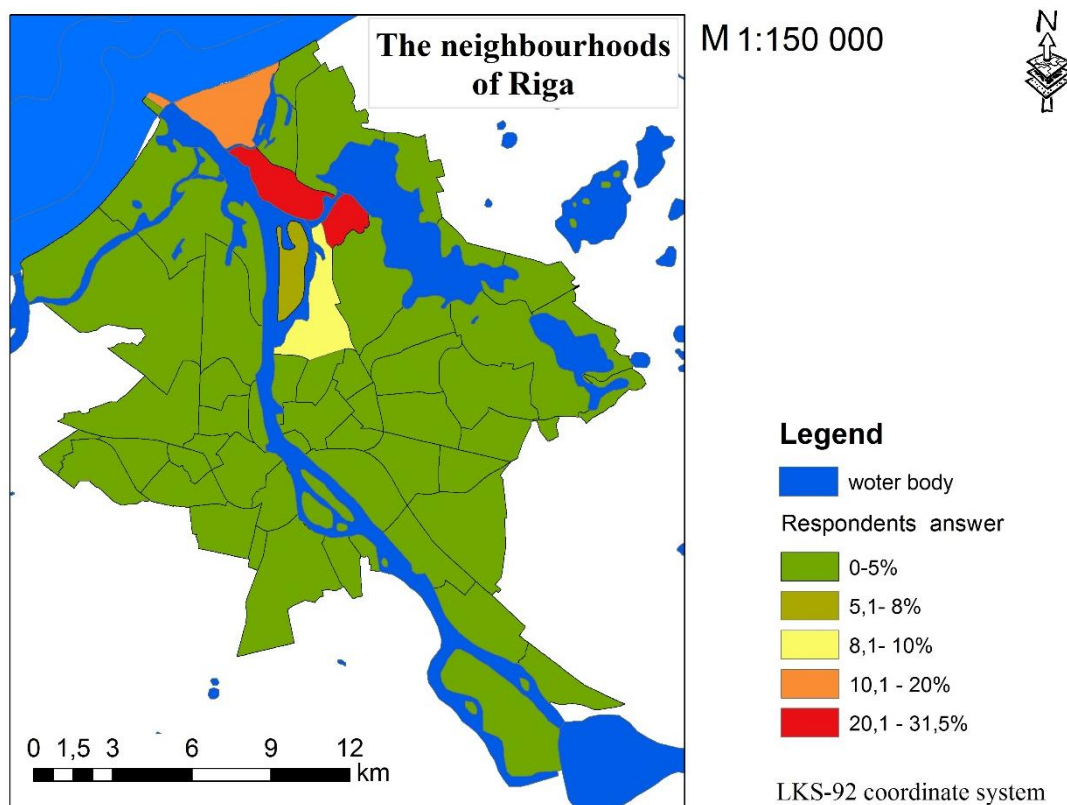 The neighbourhoods
of Riga
M 1:150 000
N
Legend
woter body
Respondents answer
0-5%
5,1- 8%
8,1- 10%
10,1 - 20%
20,1 - 31,5%
0 1,5 3 6 9 12
km
LKS-92 coordinate system